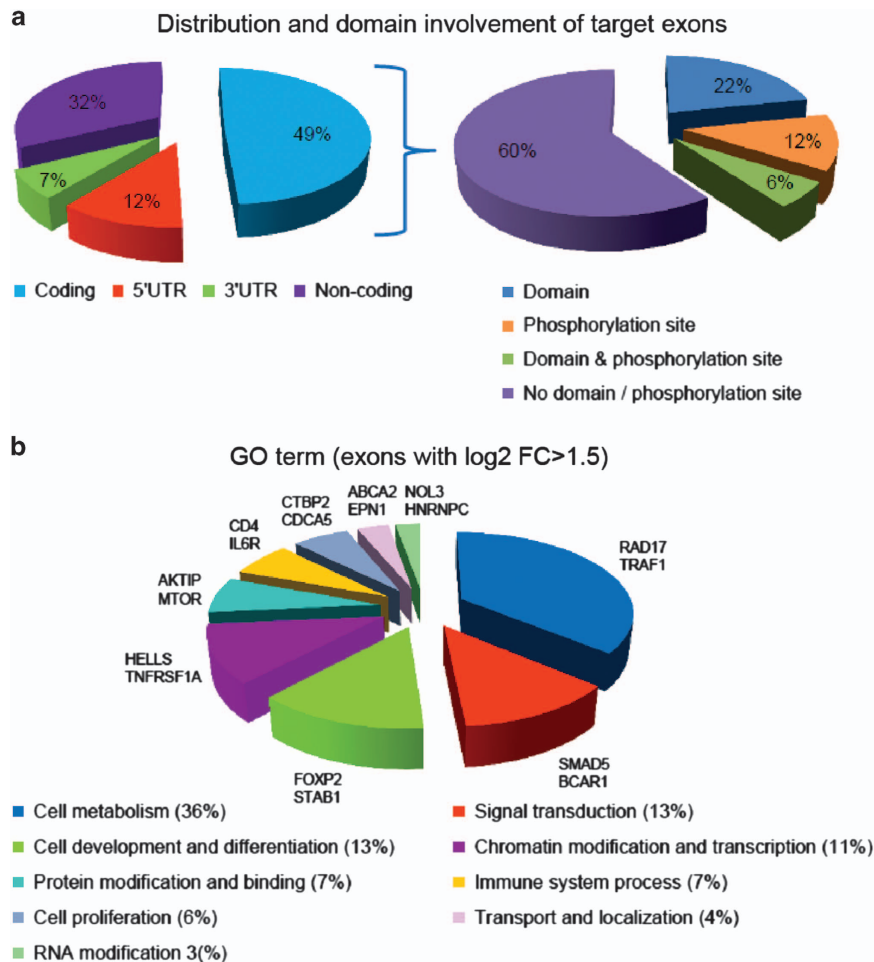 a
Distribution and domain involvement of target exons
32%
49%
7%
12%
22%
60%
12%
6%
Coding 5'UTR 3'UTR Non-coding
Domain
Phosphorylation site
Domain & phosphorylation site
No domain / phosphorylation site
b
GO term (exons with log2 FC>1.5)
ABCA2
EPN1
NOL3
HNRNPC
CTBP2
CDCA5
CD4
IL6R
RAD17
TRAF1
AKTIP
MTOR
HELLS
TNFRSF1A
SMAD5
BCAR1
FOXP2
STAB1
Cell metabolism (36%)
Signal transduction (13%)
Cell development and differentiation (13%)
Chromatin modification and transcription (11%)
Protein modification and binding (7%)
Immune system process (7%)
Cell proliferation (6%)
Transport and localization (4%)
RNA modification 3(%)